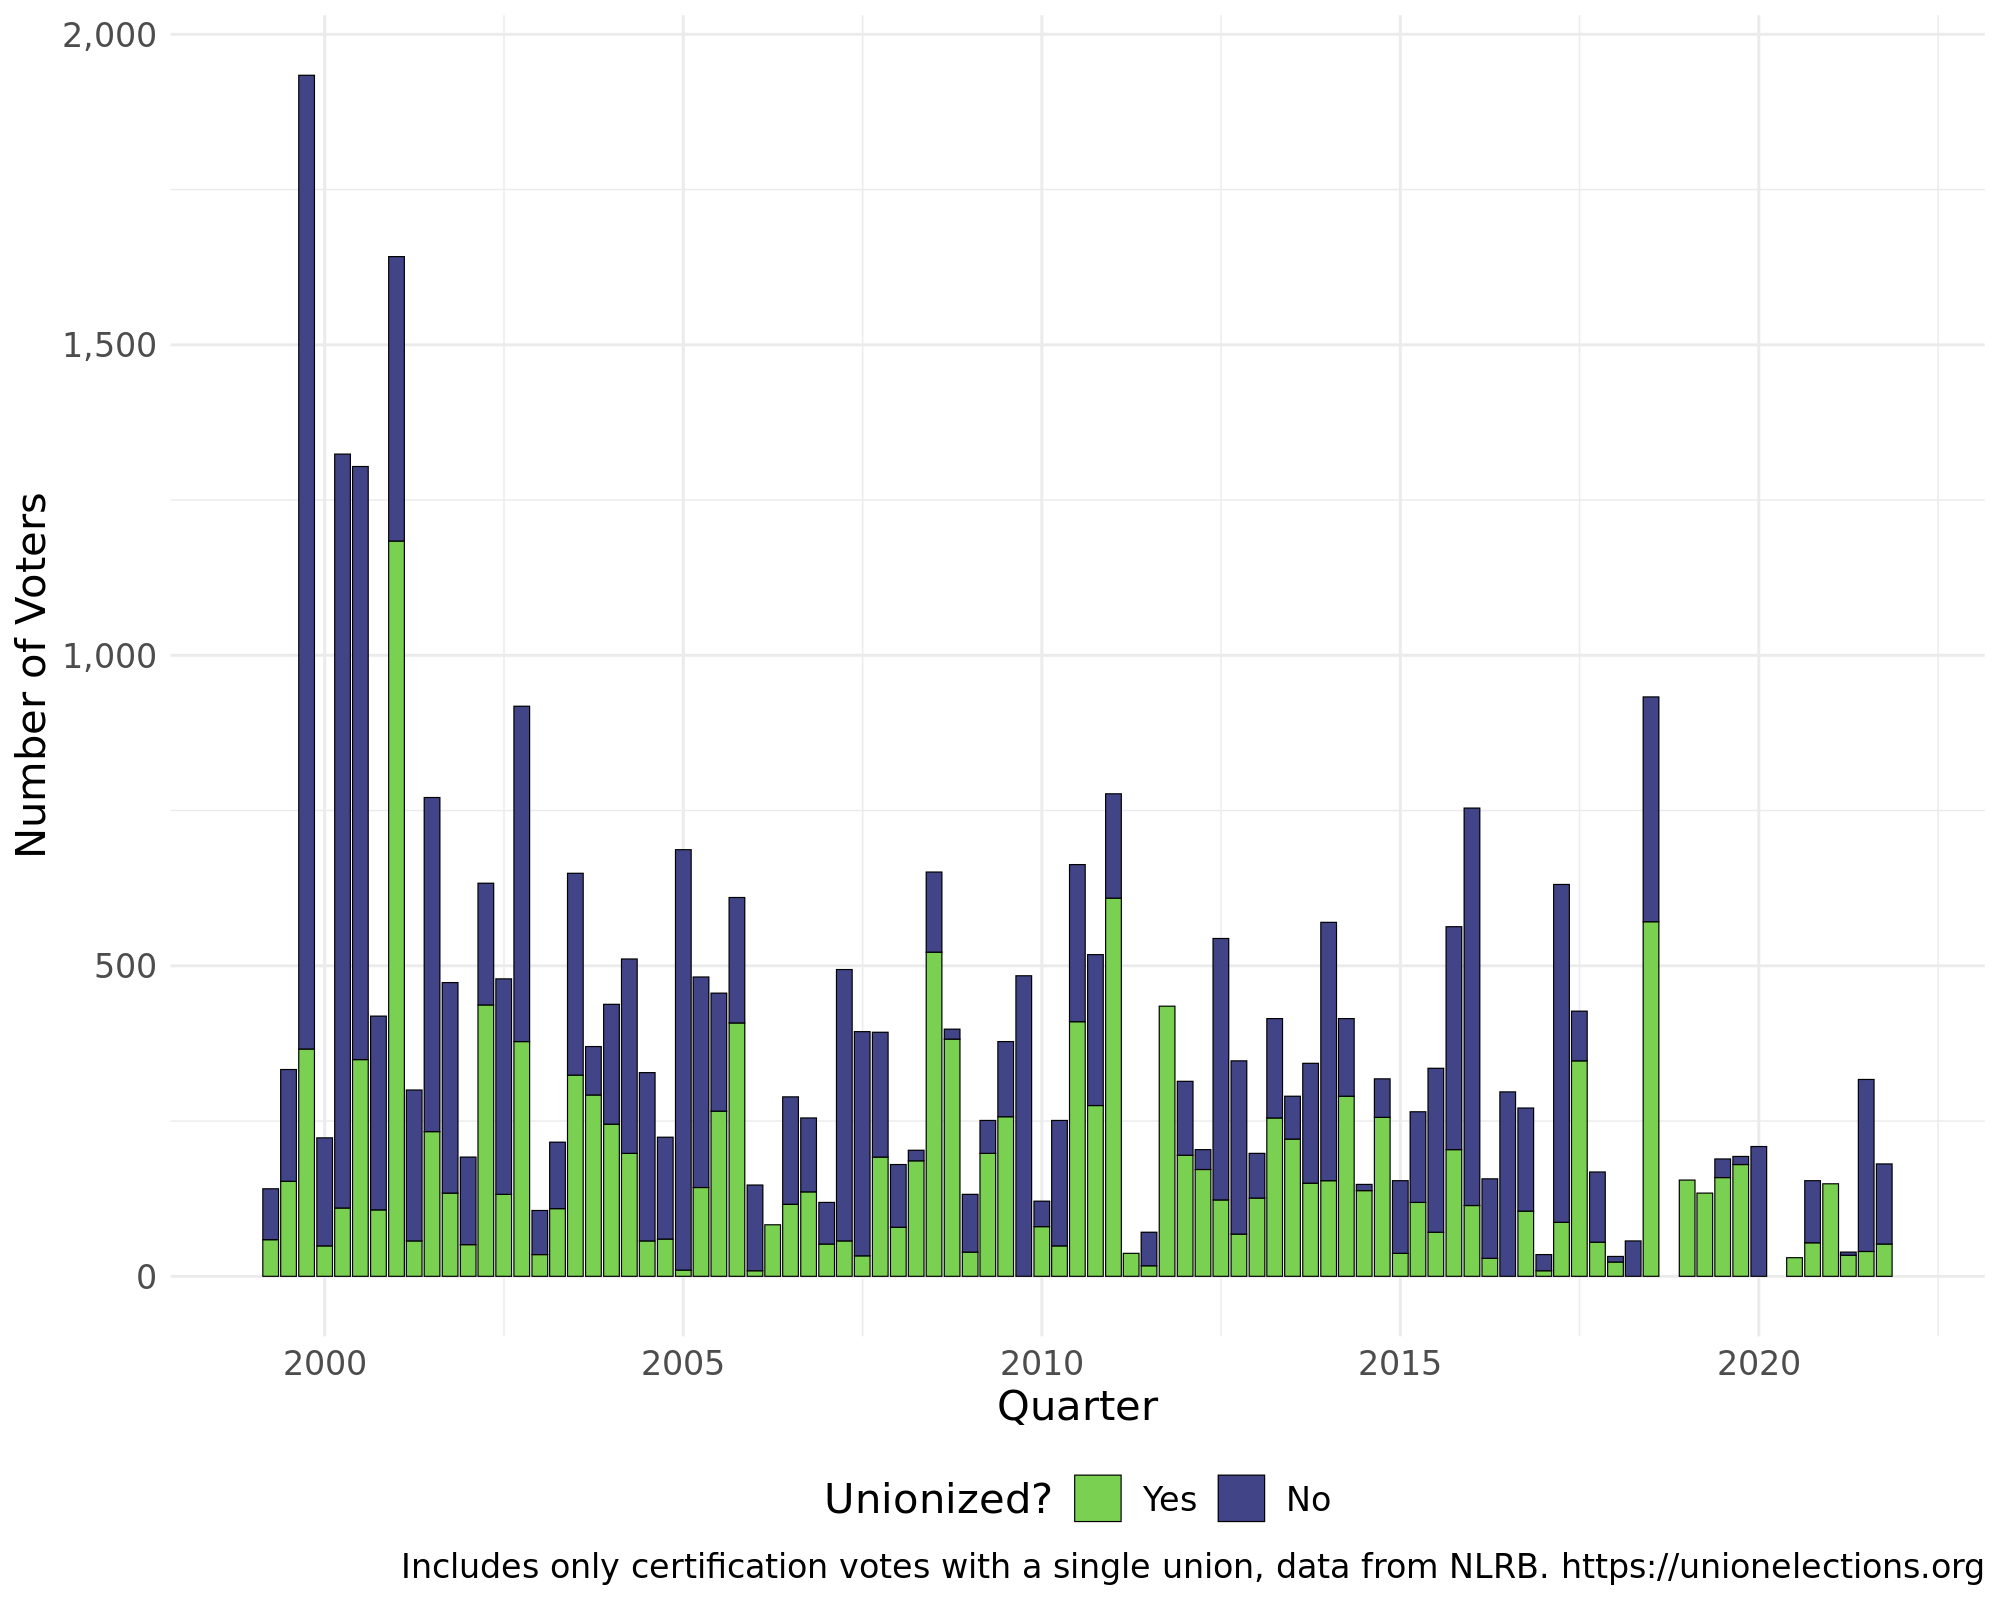 2,000
1,500
1,000
500
0
Number of Voters
2000 2005 2010 2015 2020
Quarter
Unionized? Yes No
Includes only certification votes with a single union, data from NLRB. https://unionelections.org